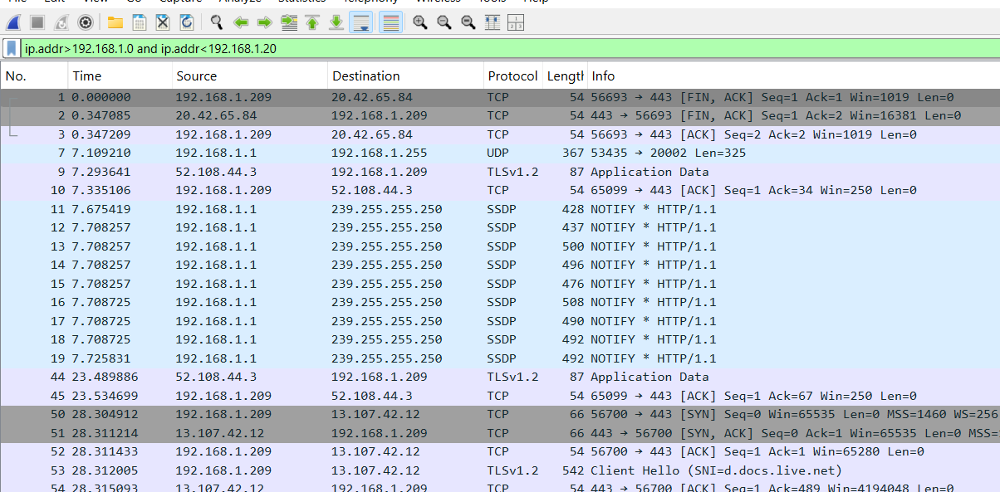 File Edit View Go Capture Analyze Statistics Telephony Wireless Tools Help
ip.addr>192.168.1.0 and ip.addr<192.168.1.20
No. Time Source Destination Protocol Length Info
1 0.000000 192.168.1.209 20.42.65.84 TCP 54 56693 → 443 [FIN, ACK] Seq=1 Ack=1 Win=1019 Len=0
2 0.347085 20.42.65.84 192.168.1.209 TCP 54 443 → 56693 [FIN, ACK] Seq=1 Ack=2 Win=16381 Len=0
3 0.347209 192.168.1.209 20.42.65.84 TCP 54 56693 → 443 [ACK] Seq=2 Ack=2 Win=1019 Len=0
7 7.109210 192.168.1.1 192.168.1.255 UDP 367 53435 → 20002 Len=325
9 7.293641 52.108.44.3 192.168.1.209 TLSv1.2 87 Application Data
10 7.335106 192.168.1.209 52.108.44.3 TCP 54 65099 → 443 [ACK] Seq=1 Ack=34 Win=250 Len=0
11 7.675419 192.168.1.1 239.255.255.250 SSDP 428 NOTIFY * HTTP/1.1
12 7.708257 192.168.1.1 239.255.255.250 SSDP 437 NOTIFY * HTTP/1.1
13 7.708257 192.168.1.1 239.255.255.250 SSDP 500 NOTIFY * HTTP/1.1
14 7.708257 192.168.1.1 239.255.255.250 SSDP 496 NOTIFY * HTTP/1.1
15 7.708257 192.168.1.1 239.255.255.250 SSDP 476 NOTIFY * HTTP/1.1
16 7.708725 192.168.1.1 239.255.255.250 SSDP 508 NOTIFY * HTTP/1.1
17 7.708725 192.168.1.1 239.255.255.250 SSDP 490 NOTIFY * HTTP/1.1
18 7.708725 192.168.1.1 239.255.255.250 SSDP 492 NOTIFY * HTTP/1.1
19 7.725831 192.168.1.1 239.255.255.250 SSDP 492 NOTIFY * HTTP/1.1
44 23.489886 52.108.44.3 192.168.1.209 TLSv1.2 87 Application Data
45 23.534699 192.168.1.209 52.108.44.3 TCP 54 65099 → 443 [ACK] Seq=1 Ack=67 Win=250 Len=0
50 28.304912 192.168.1.209 13.107.42.12 TCP 66 56700 → 443 [SYN] Seq=0 Win=65535 Len=0 MSS=1460 WS=256
51 28.311214 13.107.42.12 192.168.1.209 TCP 66 443 → 56700 [SYN, ACK] Seq=0 Ack=1 Win=65535 Len=0 MSS=
52 28.311433 192.168.1.209 13.107.42.12 TCP 54 56700 → 443 [ACK] Seq=1 Ack=1 Win=65280 Len=0
53 28.312005 192.168.1.209 13.107.42.12 TLSv1.2 542 Client Hello (SNI=d.docs.live.net)
54 28.315093 13.107.42.12 192.168.1.209 TCP 54 443 → 56700 [ACK] Seq=1 Ack=489 Win=4194048 Len=0